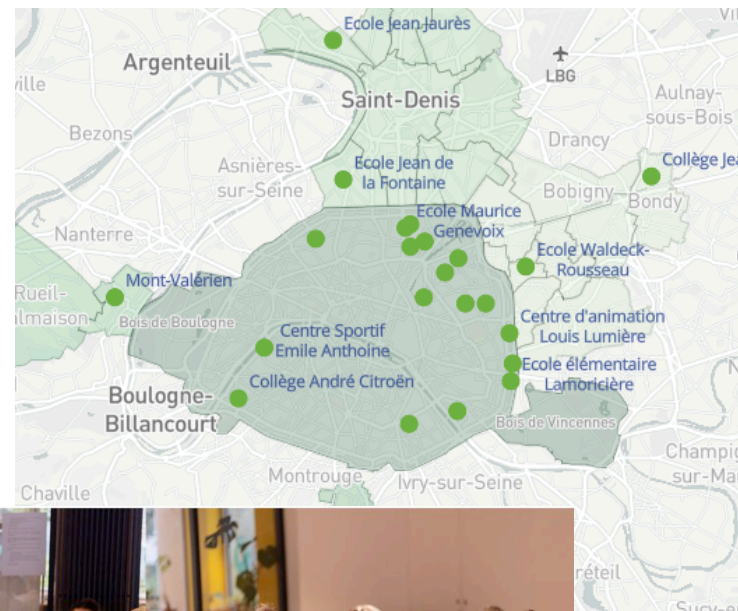 Ecole Jean Jaurès
Argenteuil
LBG
Saint-Denis
Aulnay-
sous-Bois
Bezons
Drancy
Asnières-
sur-Seine
Ecole Jean de
la Fontaine
Collège Jea
Bobigny
Bondy
Ecole Maurice
Genevoix
Nanterre
Ecole Waldeck-
Rousseau
Mont-Valérien
Rueil-
almaison
Bois de Boulogne
Centre Sportif
Emile Anthoine
Centre d'animation
Louis Lumière
Ecole élémentaire
Lamoricière
Collège André Citroën
Boulogne-
Billancourt
Bois de Vincennes
Champig
sur-Ma
Montrouge
Ivry-sur-Seine
Chaville
réteil
Sucy-e